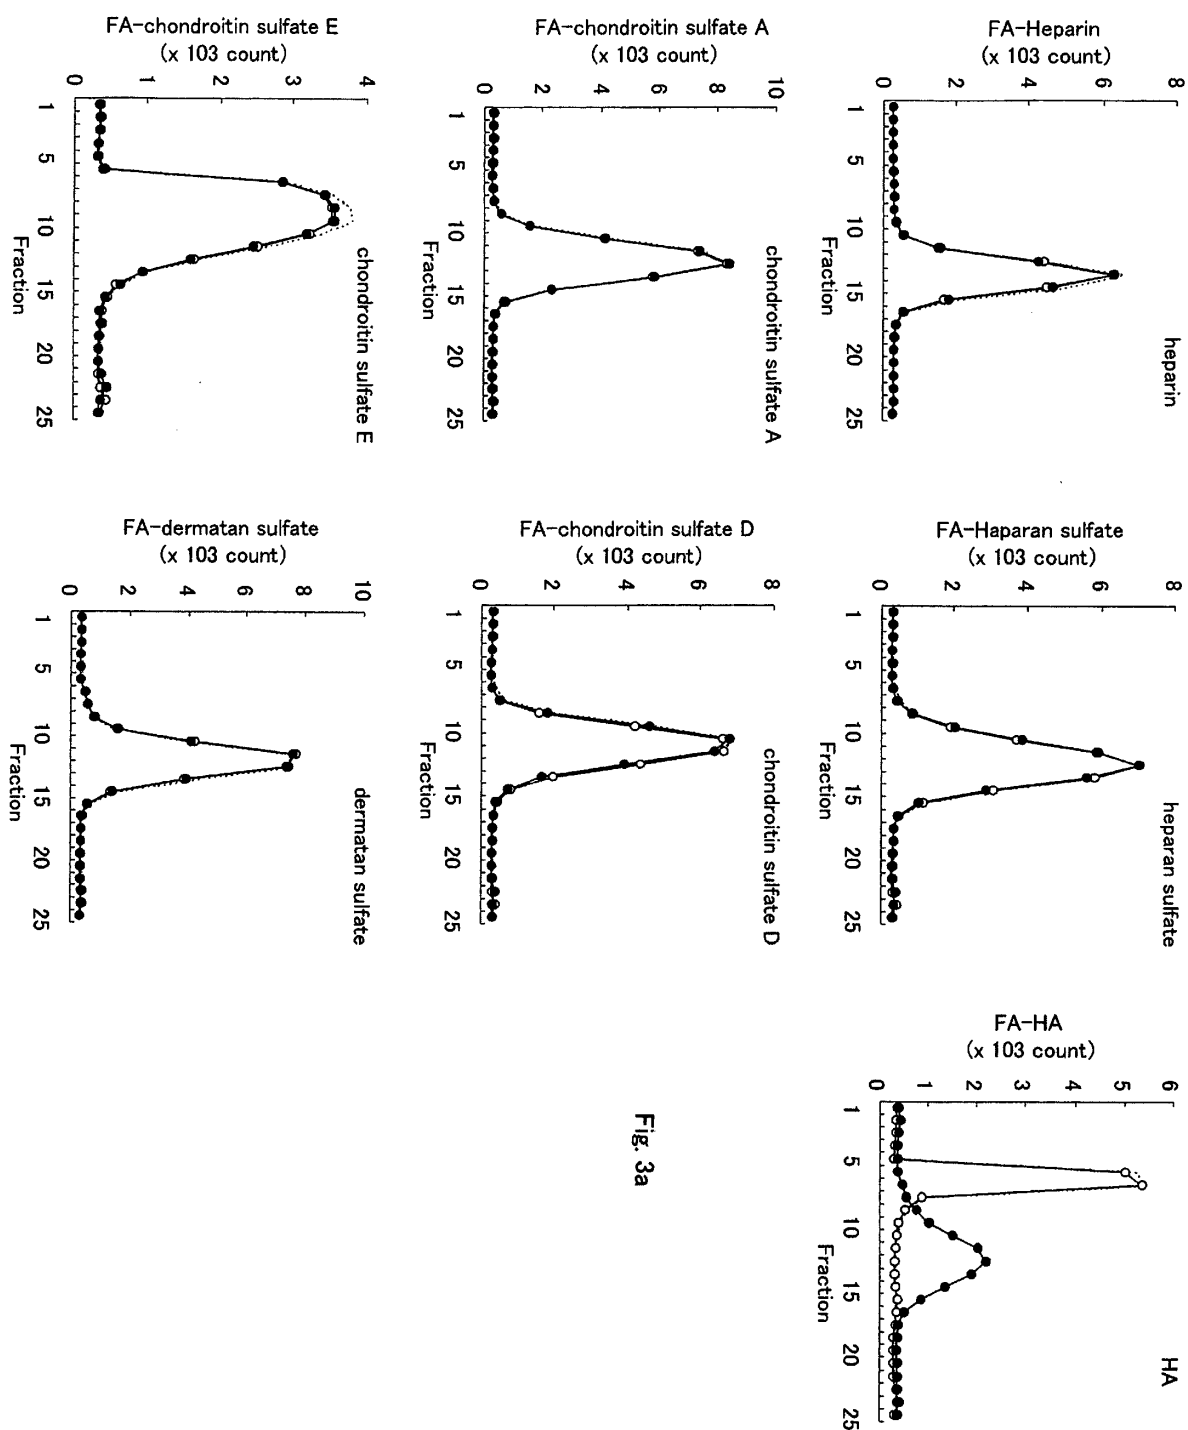 heparin
FA-Heparin
(x 103 count)
8
6
4
2
0
1 5 10 15 20 25
Fraction
heparan sulfate
FA-Haparan sulfate
(x 103 count)
8
6
4
2
0
1 5 10 15 20 25
Fraction
HA
FA-HA
(x 103 count)
6
5
4
3
2
1
0
1 5 10 15 20 25
Fraction
chondroitin sulfate A
FA-chondroitin sulfate A
(x 103 count)
10
8
6
4
2
0
1 5 10 15 20 25
Fraction
chondroitin sulfate D
FA-chondroitin sulfate D
(x 103 count)
8
6
4
2
0
1 5 10 15 20 25
Fraction
Fig. 3a
chondroitin sulfate E
FA-chondroitin sulfate E
(x 103 count)
4
3
2
1
0
1 5 10 15 20 25
Fraction
dermatan sulfate
FA-dermatan sulfate
(x 103 count)
10
8
6
4
2
0
1 5 10 15 20 25
Fraction